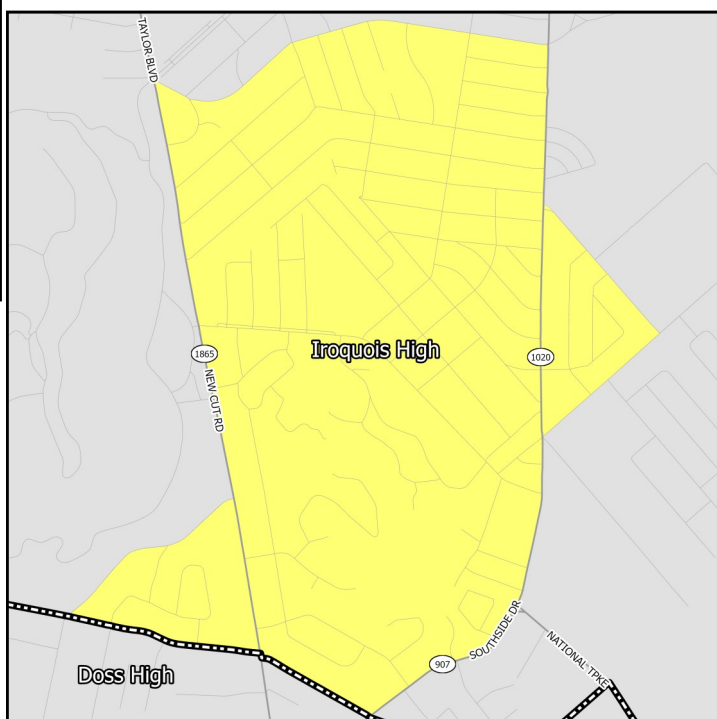 TAYLOR BLVD
Iroquois High
1865
1020
NEW CUT RD
SOUTHSIDE DR
907
NATIONAL TPKE
Doss High